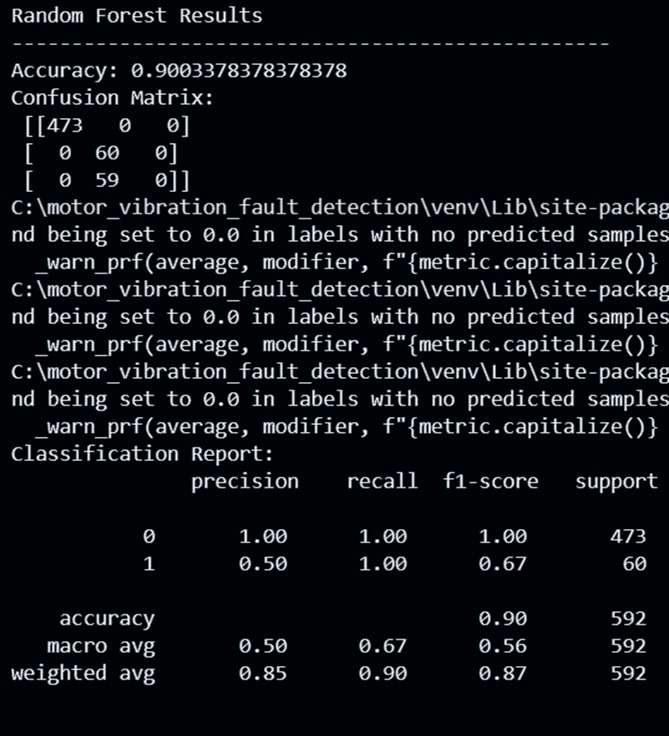 Random Forest Results
--------------------------------------------------
Accuracy: 0.9003378378378378
Confusion Matrix:
[[473 0 0]
[ 0 60 0]
[ 0 59 0]]
C:\motor_vibration_fault_detection\venv\Lib\site-packag
nd being set to 0.0 in labels with no predicted samples
_warn_prf(average, modifier, f"{metric.capitalize()}
C:\motor_vibration_fault_detection\venv\Lib\site-packag
nd being set to 0.0 in labels with no predicted samples
_warn_prf(average, modifier, f"{metric.capitalize()}
C:\motor_vibration_fault_detection\venv\Lib\site-packag
nd being set to 0.0 in labels with no predicted samples
_warn_prf(average, modifier, f"{metric.capitalize()}
Classification Report:
precision recall f1-score support
0 1.00 1.00 1.00 473
1 0.50 1.00 0.67 60
accuracy 0.90 592
macro avg 0.50 0.67 0.56 592
weighted avg 0.85 0.90 0.87 592